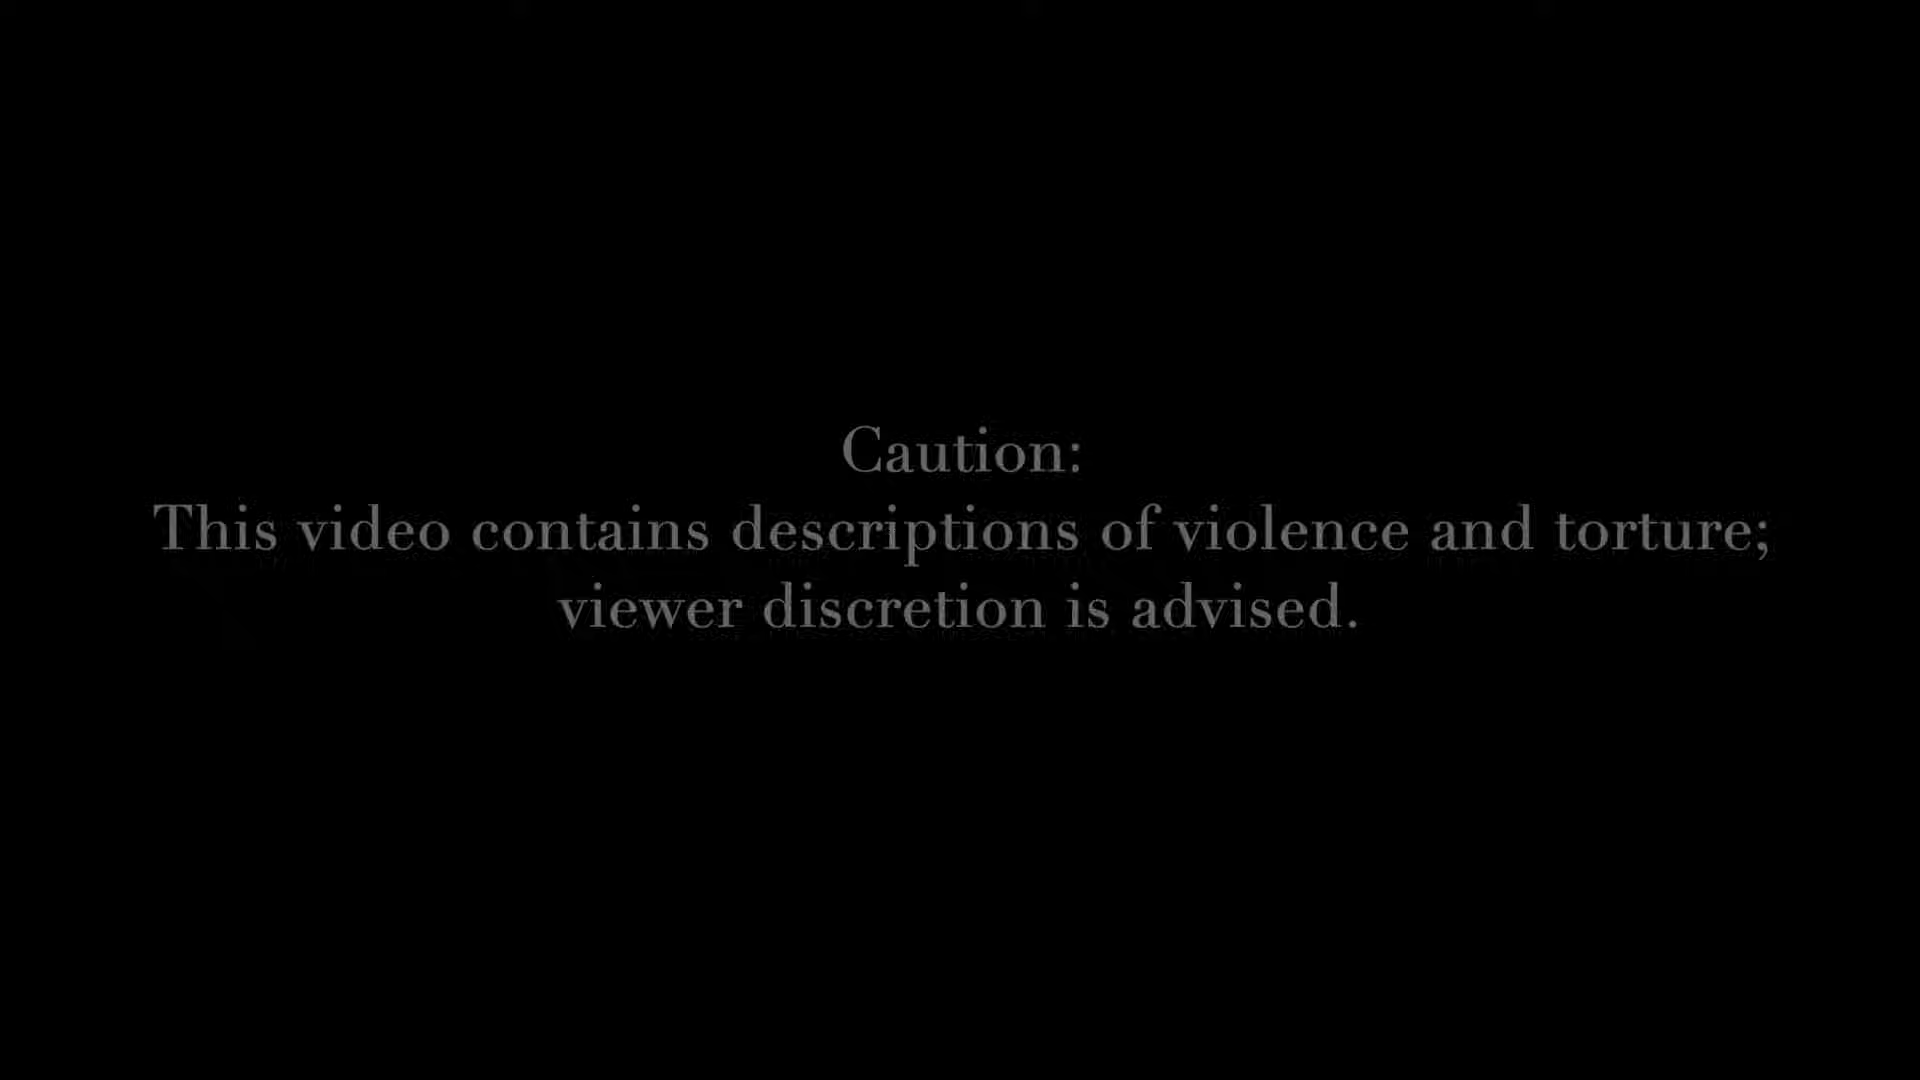 Caution:
This video contains descriptions of violence and torture;
viewer discretion is advised.